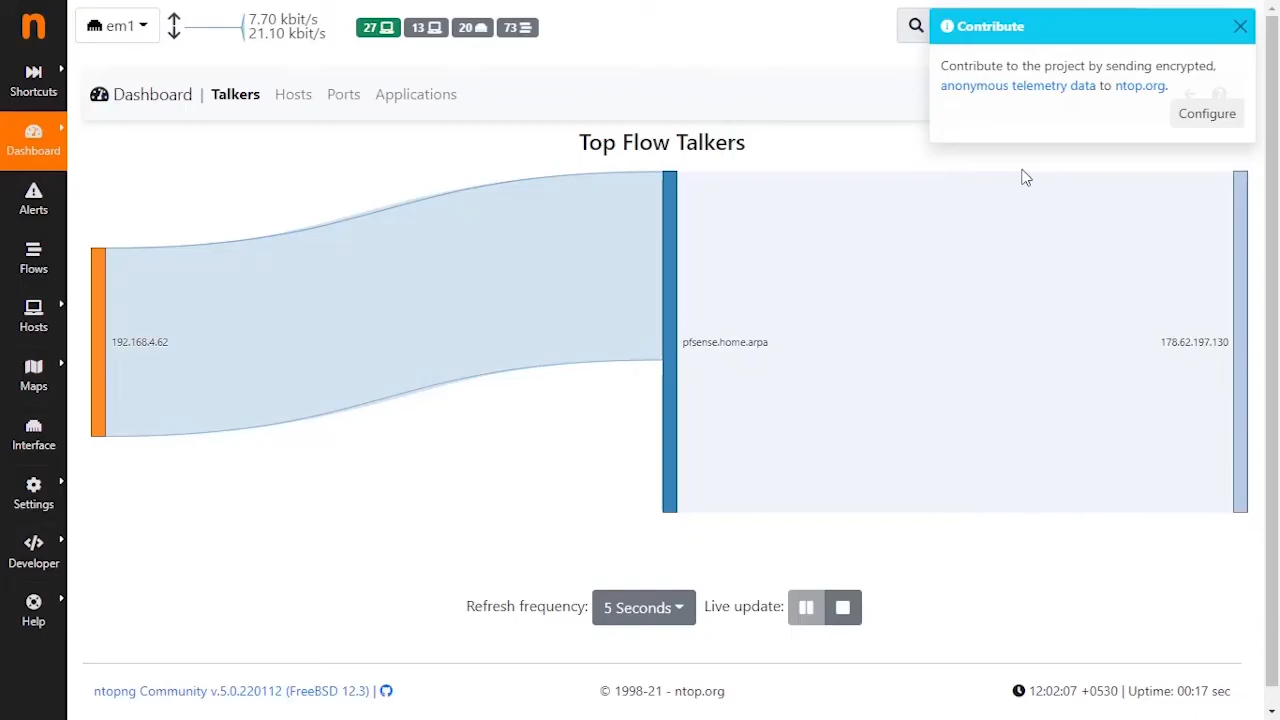 n
em1
7.70 kbit/s
21.10 kbit/s
27
13
20
73
Contribute
Contribute to the project by sending encrypted,
anonymous telemetry data to ntop.org.
Configure
Shortcuts
Dashboard
Alerts
Flows
Hosts
Maps
Interface
Settings
Developer
Help
Dashboard | Talkers Hosts Ports Applications
Top Flow Talkers
192.168.4.62
pfsense.home.arpa
178.62.197.130
Refresh frequency: 5 Seconds Live update:
ntopng Community v.5.0.220112 (FreeBSD 12.3) |
© 1998-21 - ntop.org
12:02:07 +0530 | Uptime: 00:17 sec